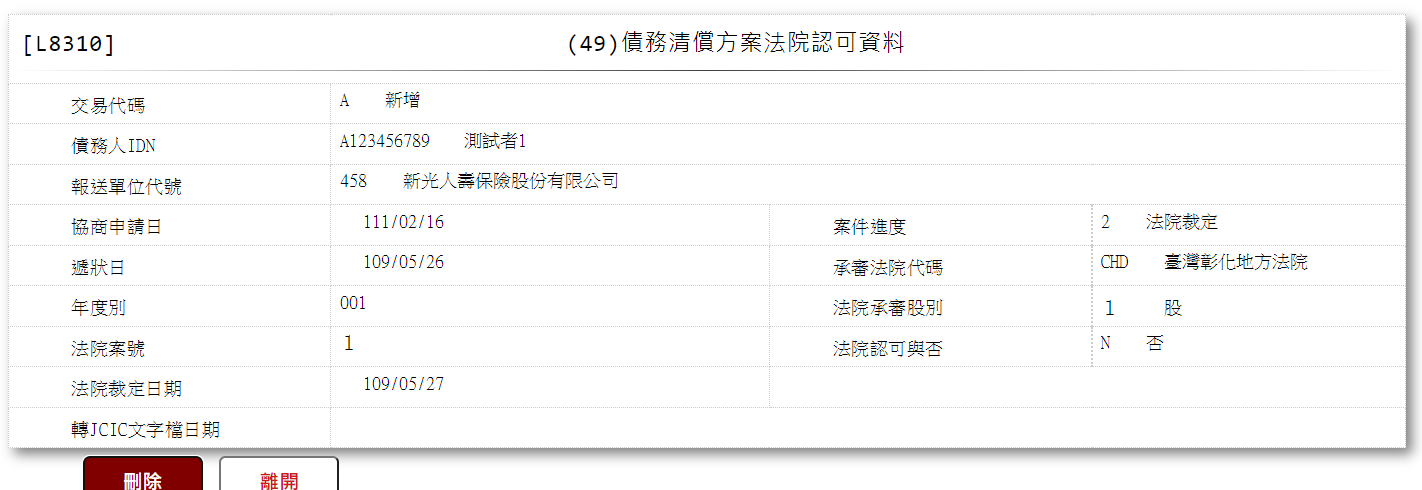 [L8310] (49)債務清償方案法院認可資料
交易代碼 A 新增
債務人IDN A123456789 測試者1
報送單位代號 458 新光人壽保險股份有限公司
協商申請日 111/02/16 案件進度 2 法院裁定
遞狀日 109/05/26 承審法院代碼 CHD 臺灣彰化地方法院
年度別 001 法院承審股別 1 股
法院案號 1 法院認可與否 N 否
法院裁定日期 109/05/27
轉JCIC文字檔日期
刪除 離開